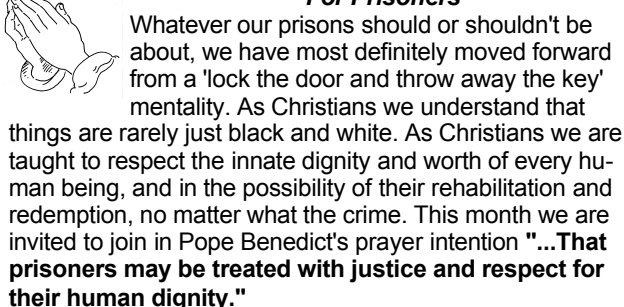 For Prisoners
Whatever our prisons should or shouldn't be
about, we have most definitely moved forward
from a 'lock the door and throw away the key'
mentality. As Christians we understand that
things are rarely just black and white. As Christians we are
taught to respect the innate dignity and worth of every hu-
man being, and in the possibility of their rehabilitation and
redemption, no matter what the crime. This month we are
invited to join in Pope Benedict's prayer intention "...That
prisoners may be treated with justice and respect for
their human dignity."